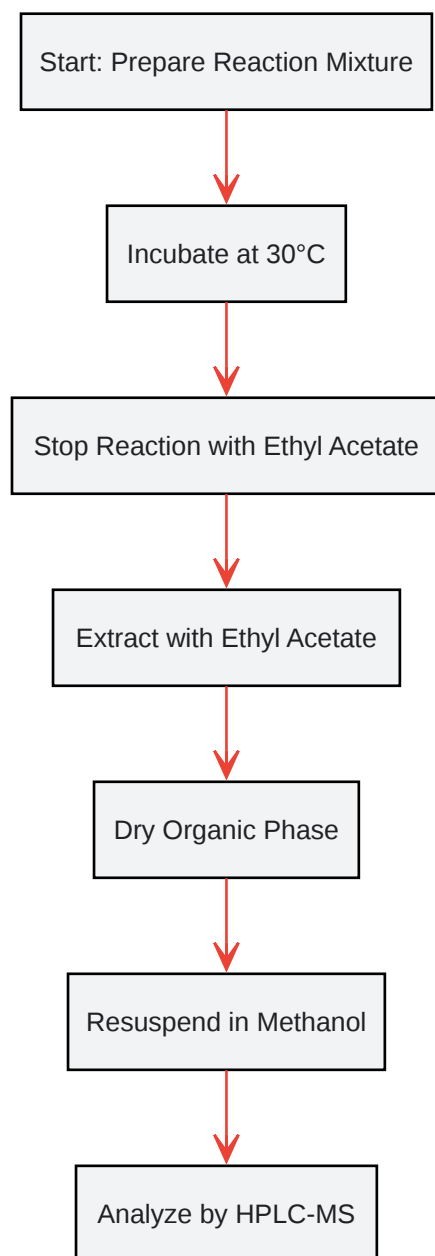 Start: Prepare Reaction Mixture
Incubate at 30°C
Stop Reaction with Ethyl Acetate
Extract with Ethyl Acetate
Dry Organic Phase
Resuspend in Methanol
Analyze by HPLC-MS